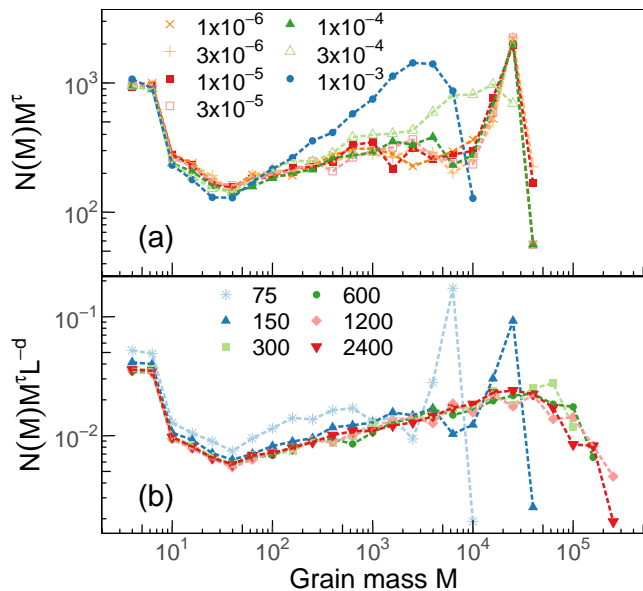 (a)
1x10⁻⁶ 1x10⁻⁴
3x10⁻⁶ 3x10⁻⁴
1x10⁻⁵ 1x10⁻³
3x10⁻⁵
10³
10²
N(M)M^τ
(b)
75 600
150 1200
300 2400
10⁻¹
10⁻²
N(M)M^τL^⁻d
10¹ 10² 10³ 10⁴ 10⁵
Grain mass M